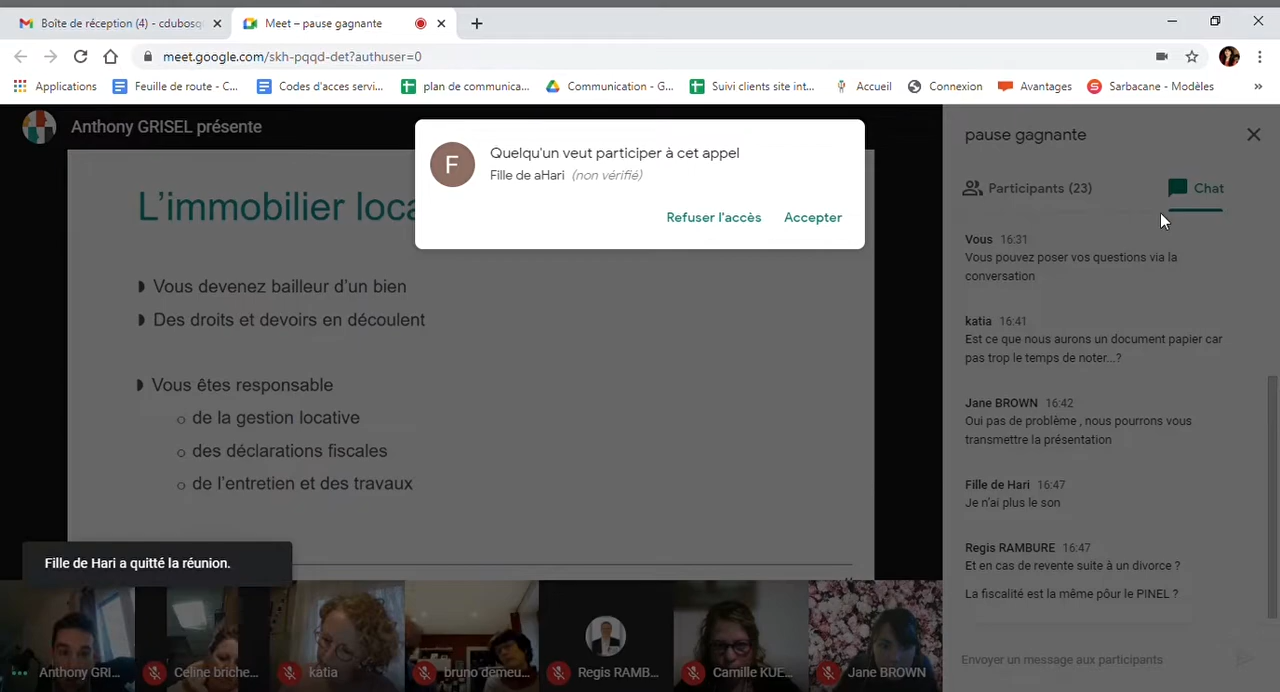 Boîte de réception (4) - cdubosq
Meet – pause gagnante
meet.google.com/skh-pqqd-det?authuser=0
Applications
Feuille de route - C...
Codes d'acces servi...
plan de communica...
Communication - G...
Suivi clients site int...
Accueil
Connexion
Avantages
Sarbacane - Modèles
»
Anthony GRISEL présente
L'immobilier loca
Vous devenez bailleur d'un bien
Des droits et devoirs en découlent
Vous êtes responsable
de la gestion locative
des déclarations fiscales
de l'entretien et des travaux
F
Quelqu'un veut participer à cet appel
Fille de aHari (non vérifié)
Refuser l'accès
Accepter
Fille de Hari a quitté la réunion.
Anthony GRI...
Celine briche...
katia
bruno demeu...
Regis RAMB...
Camille KUE...
Jane BROWN
pause gagnante
Participants (23)
Chat
Vous 16:31
Vous pouvez poser vos questions via la
conversation
katia 16:41
Est ce que nous aurons un document papier car
pas trop le temps de noter...?
Jane BROWN 16:42
Oui pas de problème , nous pourrons vous
transmettre la présentation
Fille de Hari 16:47
Je n'ai plus le son
Regis RAMBURE 16:47
Et en cas de revente suite à un divorce ?
La fiscalité est la même pôur le PINEL ?
Envoyer un message aux participants